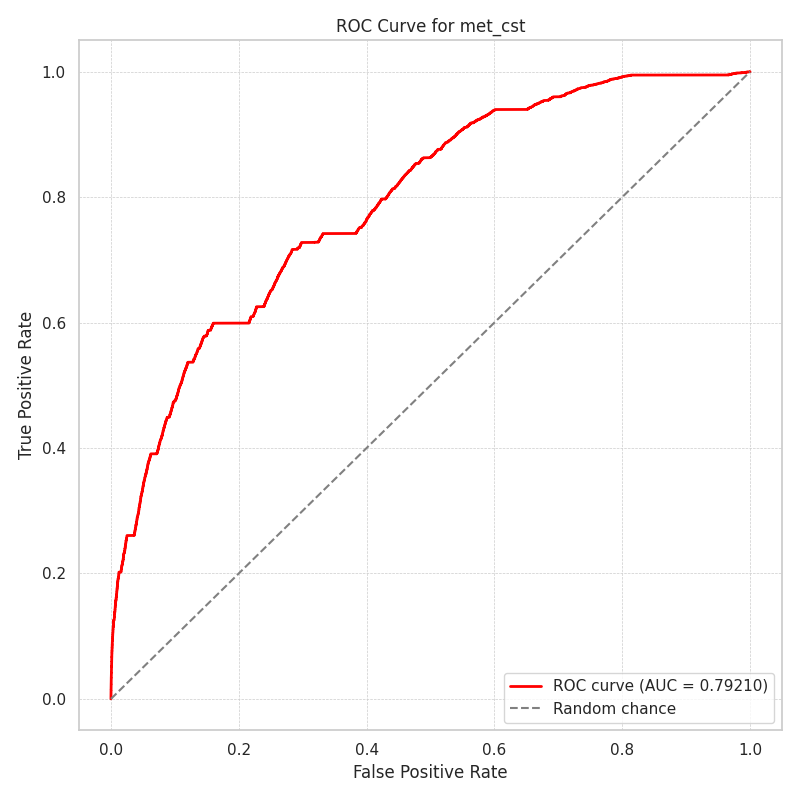 ROC Curve for met_cst
True Positive Rate
1.0
0.8
0.6
0.4
0.2
0.0
0.0 0.2 0.4 0.6 0.8 1.0
False Positive Rate
ROC curve (AUC = 0.79210)
Random chance